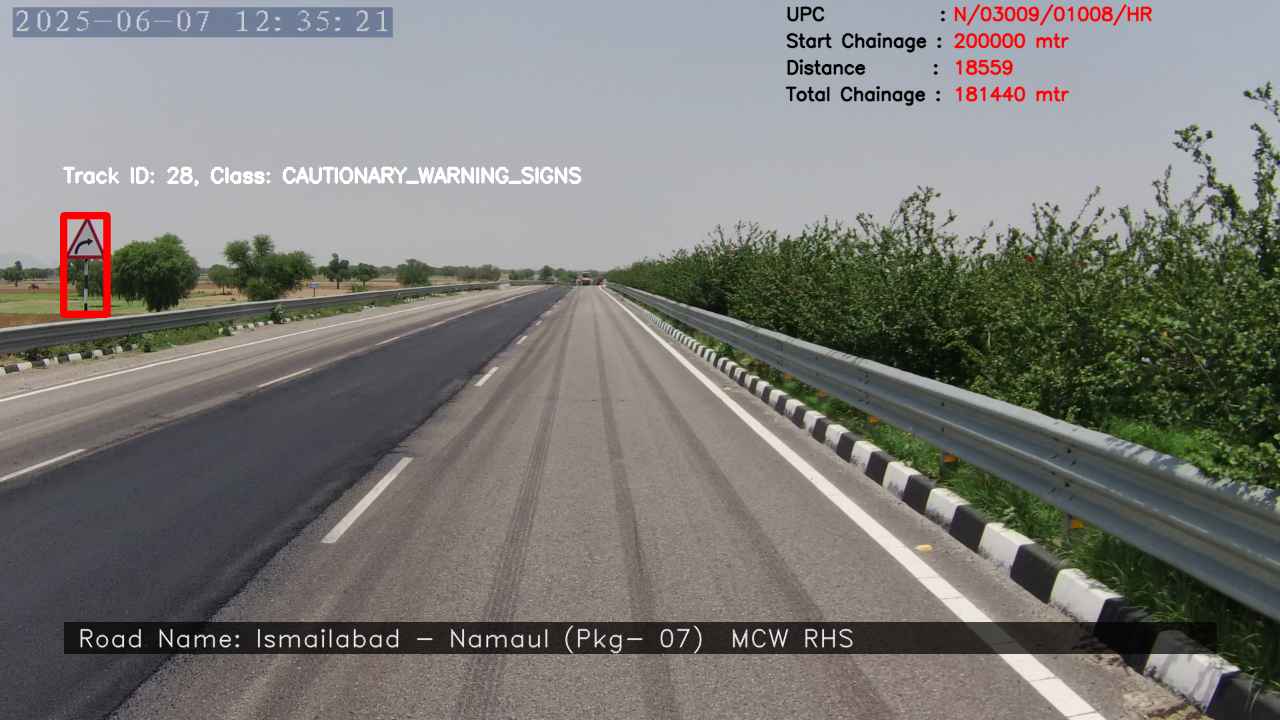 2025-06-07 12:35:21
UPC : N/03009/01008/HR
Start Chainage : 200000 mtr
Distance : 18559
Total Chainage : 181440 mtr
Track ID: 28, Class: CAUTIONARY_WARNING_SIGNS
Road Name: Ismailabad - Namaul (Pkg- 07) MCW RHS